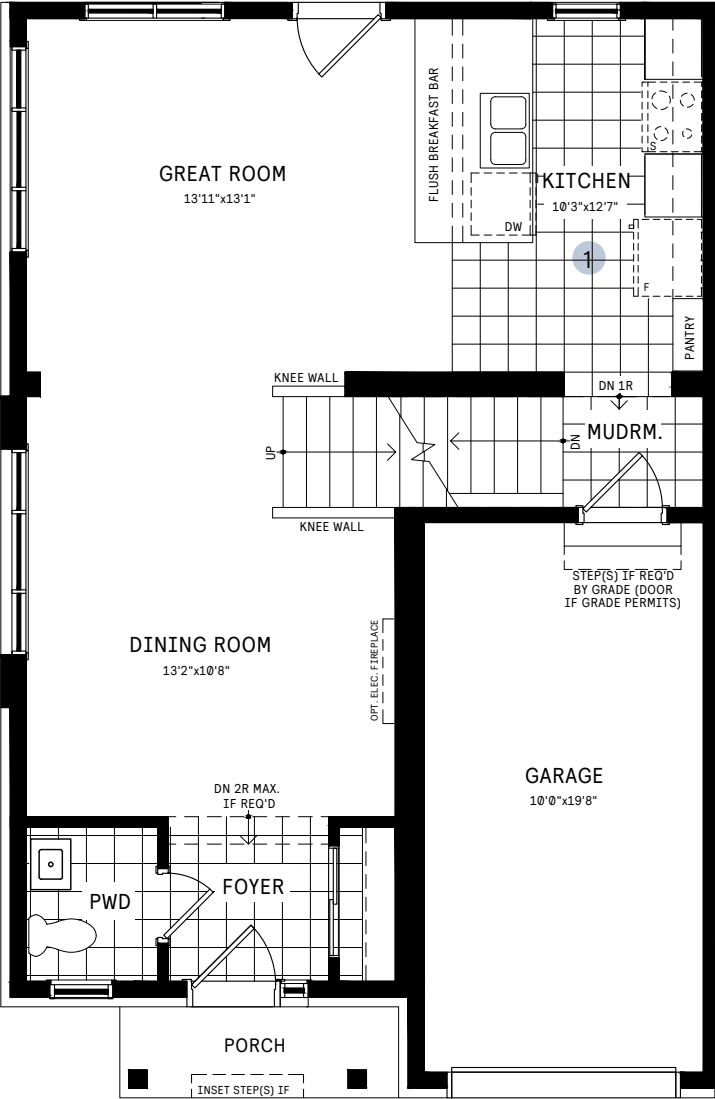 GREAT ROOM
13'11"x13'1"
FLUSH BREAKFAST BAR
KITCHEN
10'3"x12'7"
S
DW
1
F
PANTRY
KNEE WALL
DN 1R
UP
DN
MUDRM.
KNEE WALL
STEP(S) IF REQ'D
BY GRADE (DOOR
IF GRADE PERMITS)
DINING ROOM
13'2"x10'8"
OPT. ELEC. FIREPLACE
GARAGE
10'0"x19'8"
DN 2R MAX.
IF REQ'D
FOYER
PWD
PORCH
INSET STEP(S) IF